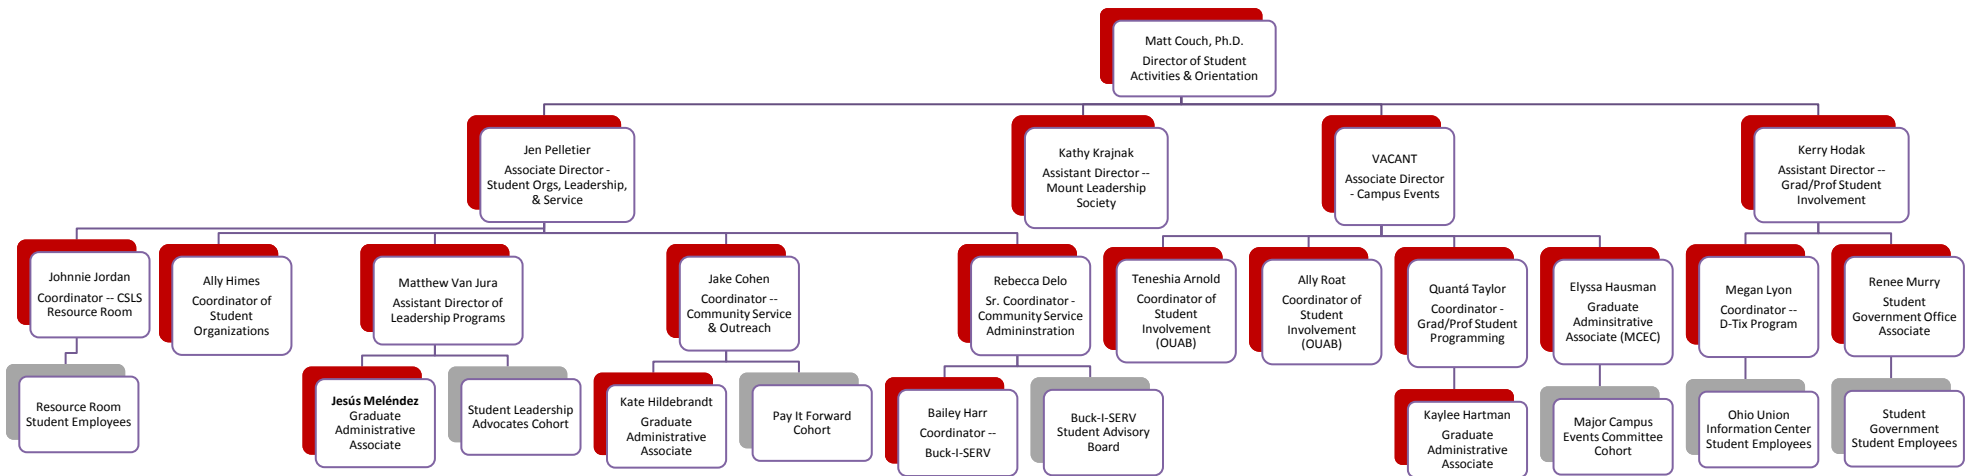 Matt Couch, Ph.D.
Director of Student
Activities & Orientation
Jen Pelletier
Associate Director -
Student Orgs, Leadership,
& Service
Kathy Krajnak
Assistant Director --
Mount Leadership
Society
VACANT
Associate Director
- Campus Events
Kerry Hodak
Assistant Director --
Grad/Prof Student
Involvement
Johnnie Jordan
Coordinator -- CSLS
Resource Room
Ally Himes
Coordinator of
Student
Organizations
Matthew Van Jura
Assistant Director of
Leadership Programs
Jake Cohen
Coordinator --
Community Service
& Outreach
Rebecca Delo
Sr. Coordinator -
Community Service
Admininstration
Teneshia Arnold
Coordinator of
Student
Involvement
(OUAB)
Ally Roat
Coordinator of
Student
Involvement
(OUAB)
Quantá Taylor
Coordinator -
Grad/Prof Student
Programming
Elyssa Hausman
Graduate
Adminsitrative
Associate (MCEC)
Megan Lyon
Coordinator --
D-Tix Program
Renee Murry
Student
Government Office
Associate
Resource Room
Student Employees
Jesús Meléndez
Graduate
Administrative
Associate
Student Leadership
Advocates Cohort
Kate Hildebrandt
Graduate
Administrative
Associate
Pay It Forward
Cohort
Bailey Harr
Coordinator --
Buck-I-SERV
Buck-I-SERV
Student Advisory
Board
Kaylee Hartman
Graduate
Administrative
Associate
Major Campus
Events Committee
Cohort
Ohio Union
Information Center
Student Employees
Student
Government
Student Employees